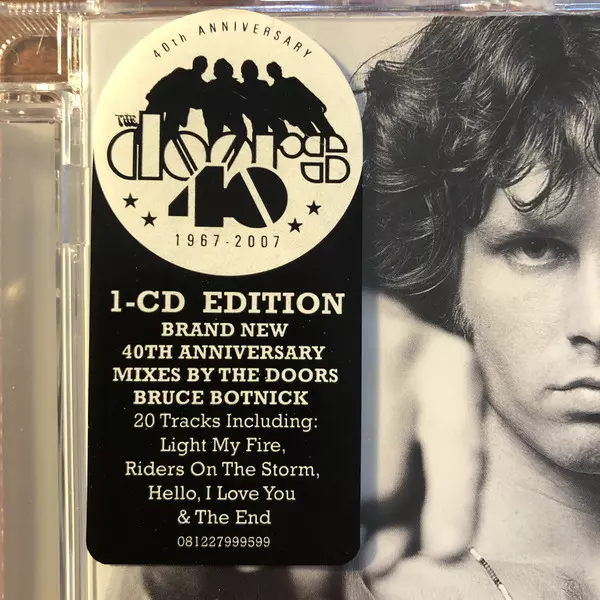 40th ANNIVERSARY
THE
doors
40
1967-2007
1-CD EDITION
BRAND NEW
40TH ANNIVERSARY
MIXES BY THE DOORS
BRUCE BOTNICK
20 Tracks Including:
Light My Fire,
Riders On The Storm,
Hello, I Love You
& The End
081227999599